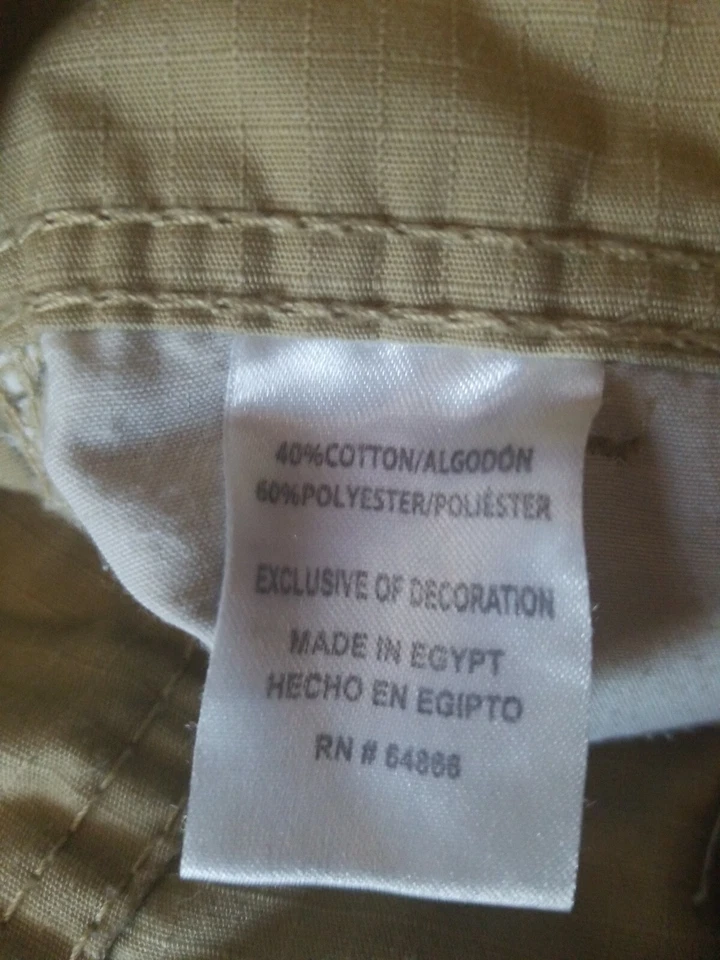 40%COTTON/ALGODÓN
60%POLYESTER/POLIÉSTER
EXCLUSIVE OF DECORATION
MADE IN EGYPT
HECHO EN EGIPTO
RN # 64866